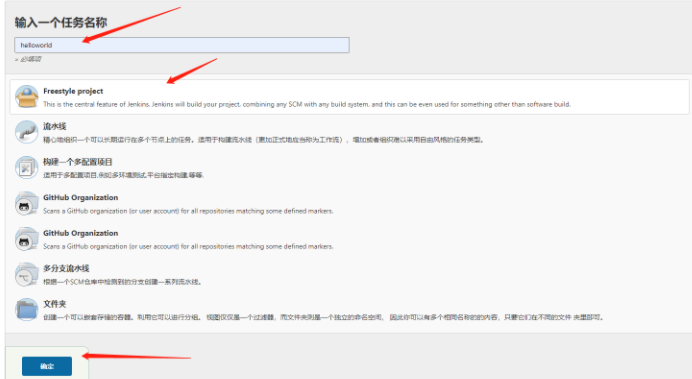 输入一个任务名称
helloworld
» 必填项
Freestyle project
This is the central feature of Jenkins. Jenkins will build your project, combining any SCM with any build system, and this can be even used for something other than software build.
流水线
精心地组织一个可以长期运行在多个节点上的任务。适用于构建流水线（更加正式地应当称为工作流），增加或者组织难以采用自由风格的任务类型。
构建一个多配置项目
适用于多配置项目,例如多环境测试,平台指定构建,等等.
GitHub Organization
Scans a GitHub organization (or user account) for all repositories matching some defined markers.
GitHub Organization
Scans a GitHub organization (or user account) for all repositories matching some defined markers.
多分支流水线
根据一个SCM仓库中检测到的分支创建一系列流水线。
文件夹
创建一个可以嵌套存储的容器。利用它可以进行分组。 视图仅仅是一个过滤器，而文件夹则是一个独立的命名空间， 因此你可以有多个相同名称的的内容，只要它们在不同的文件 夹里即可。
确定